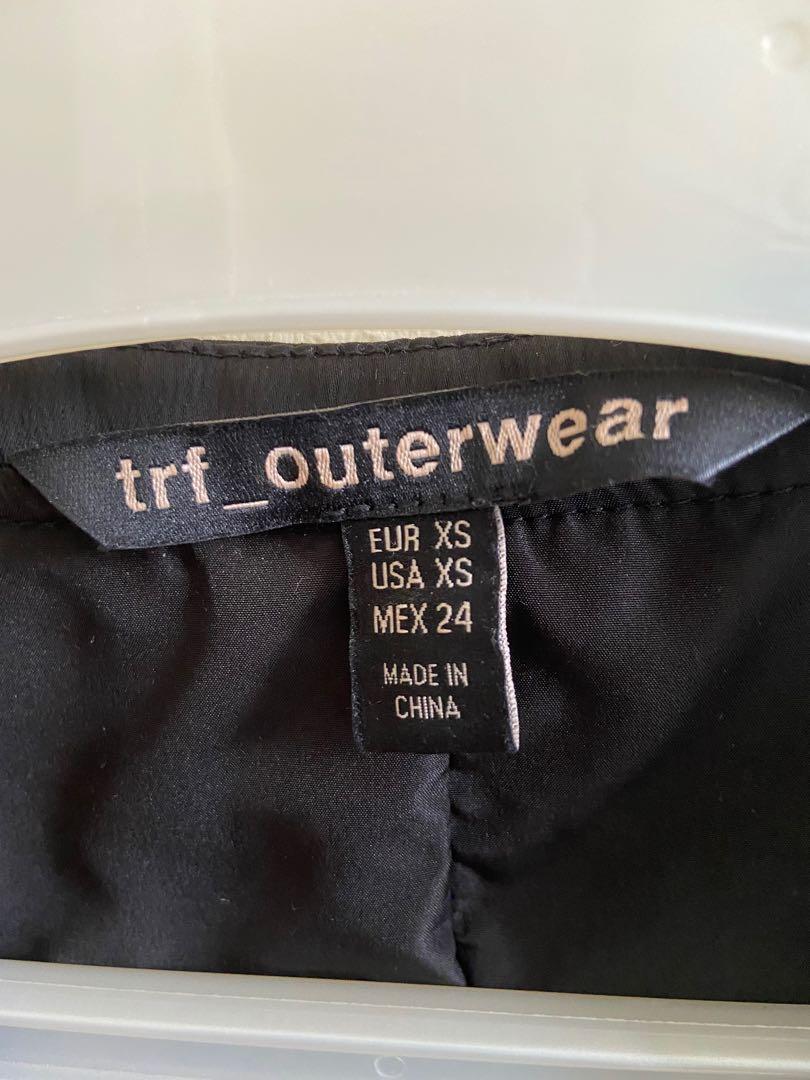 trf_outerwear
EUR XS
USA XS
MEX 24
MADE IN
CHINA